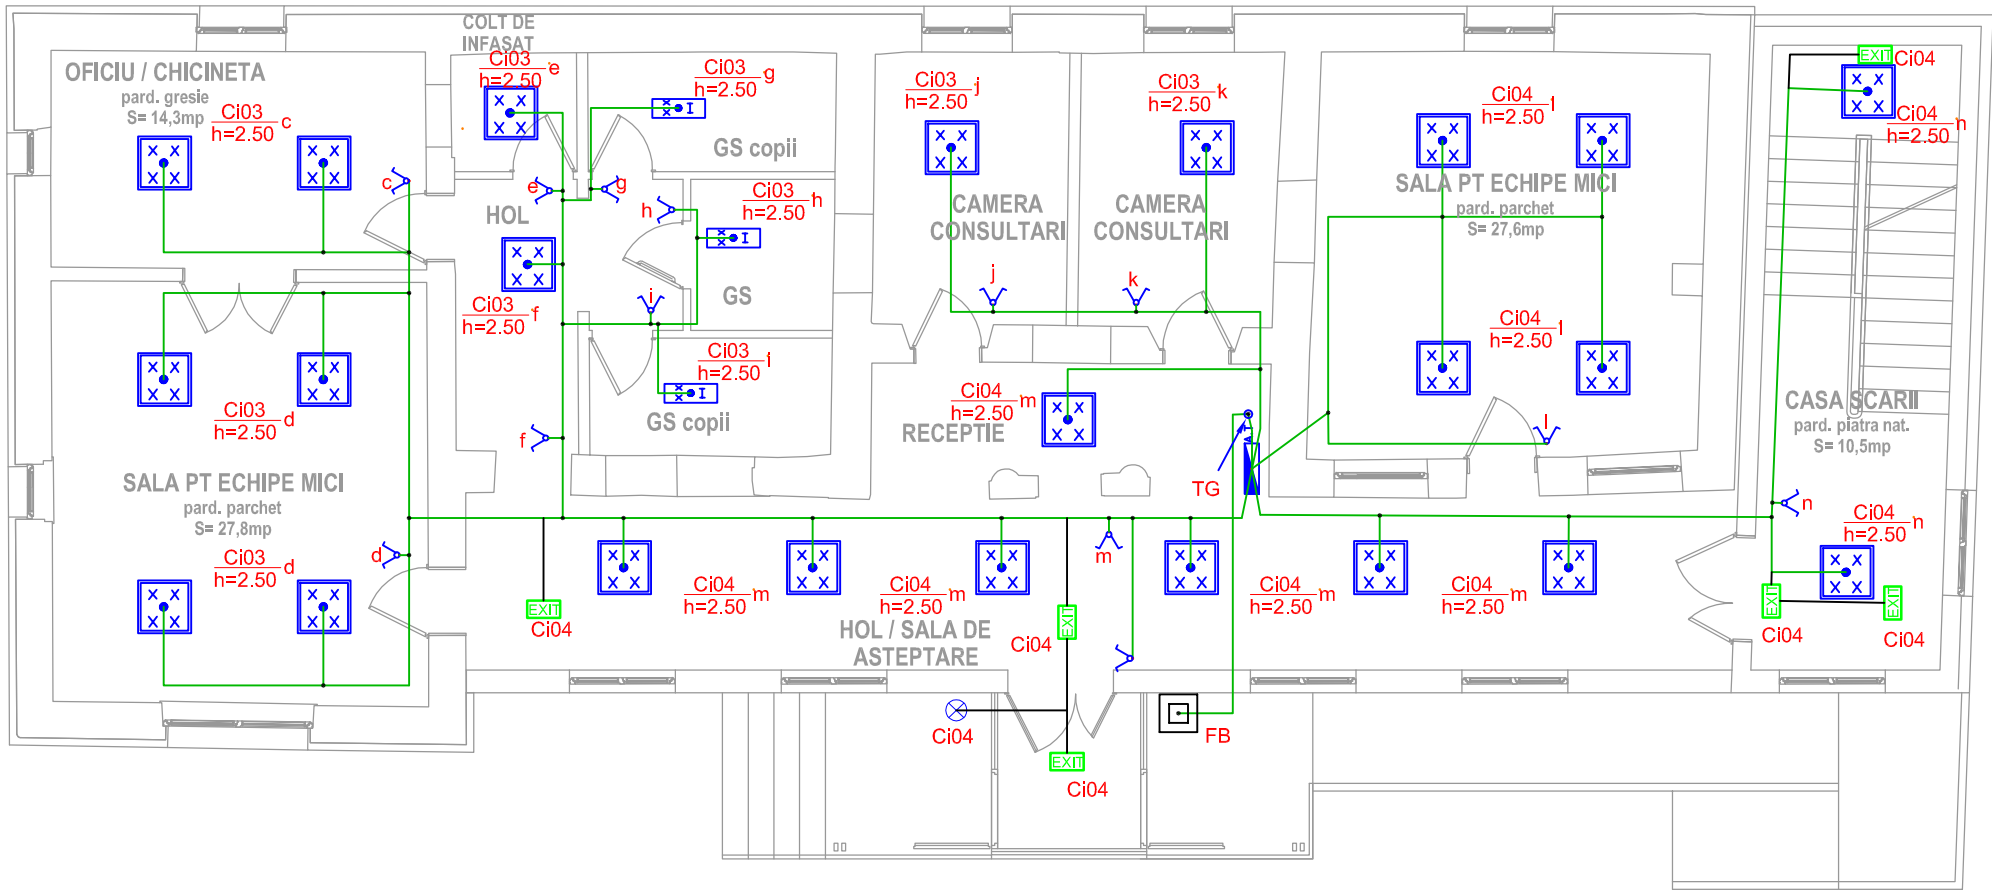 COLT DE
INFASAT
OFICIU / CHICINETA
pard. gresie
S= 14,3mp
Ci03
h=2.50 c
c
Ci03
h=2.50 e
e
Ci03
h=2.50 g
g
GS copii
HOL
h
Ci03
h=2.50 h
Ci03
h=2.50 f
f
i
GS
Ci03
h=2.50 i
GS copii
Ci03
h=2.50 j
CAMERA
CONSULTARI
j
Ci03
h=2.50 k
CAMERA
CONSULTARI
k
Ci04
h=2.50 l
SALA PT ECHIPE MICI
pard. parchet
S= 27,6mp
Ci04
h=2.50 l
l
EXIT
Ci04
Ci04
h=2.50 n
CASA SCARII
pard. piatra nat.
S= 10,5mp
n
Ci04
h=2.50 n
EXIT
Ci04
EXIT
Ci04
Ci03
h=2.50 d
SALA PT ECHIPE MICI
pard. parchet
S= 27,8mp
d
Ci03
h=2.50 d
Ci04
h=2.50 m
RECEPTIE
TG
EXIT
Ci04
Ci04
h=2.50 m
Ci04
h=2.50 m
m
Ci04
h=2.50 m
Ci04
h=2.50 m
HOL / SALA DE
ASTEPTARE
EXIT
Ci04
Ci04
EXIT
Ci04
FB